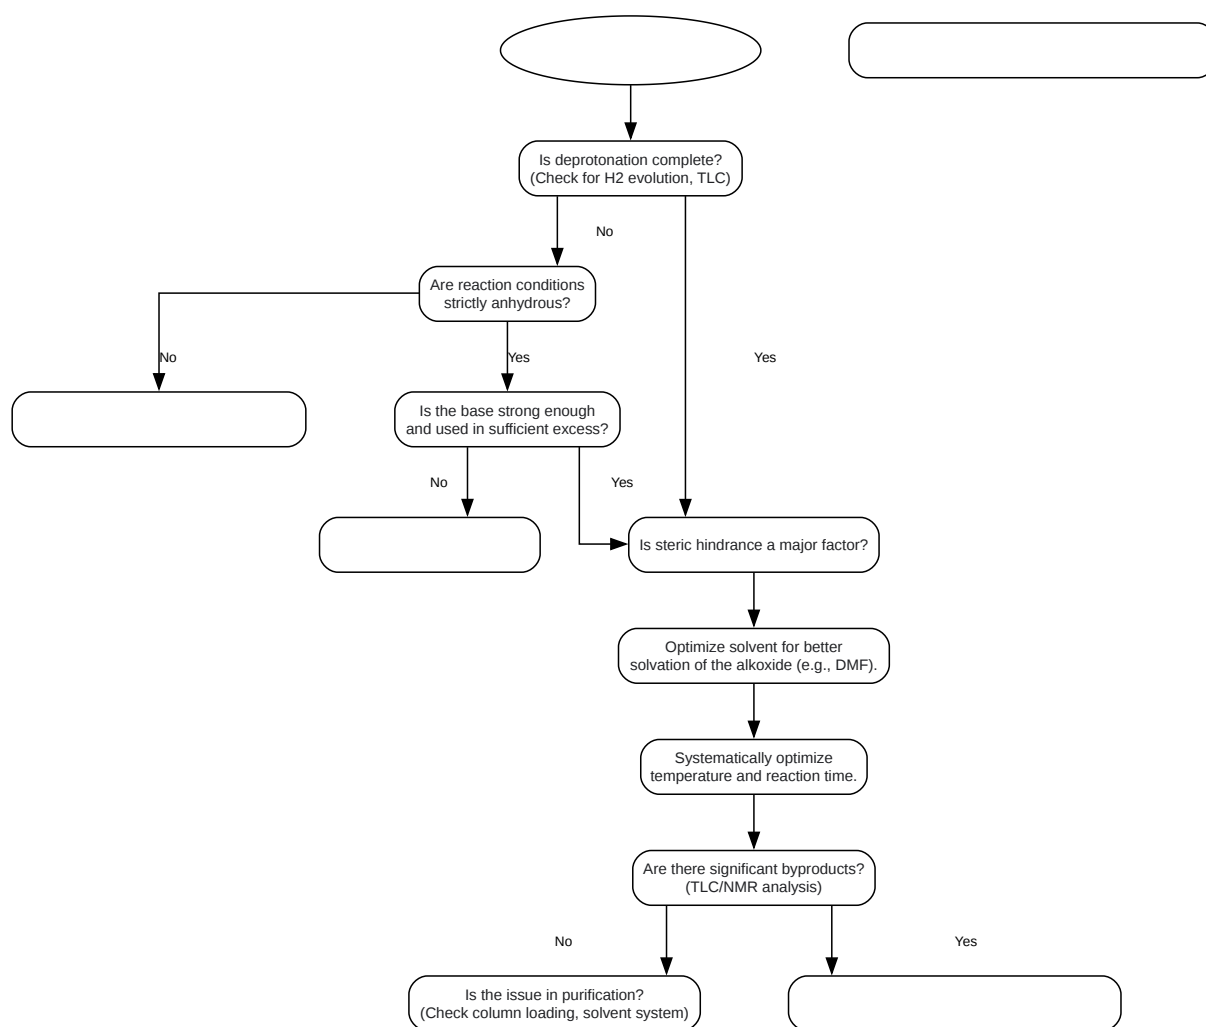 Is deprotonation complete?
(Check for H2 evolution, TLC)
No
Are reaction conditions
strictly anhydrous?
No
Yes
Yes
Is the base strong enough
and used in sufficient excess?
No
Yes
Is steric hindrance a major factor?
Optimize solvent for better
solvation of the alkoxide (e.g., DMF).
Systematically optimize
temperature and reaction time.
Are there significant byproducts?
(TLC/NMR analysis)
No
Yes
Is the issue in purification?
(Check column loading, solvent system)